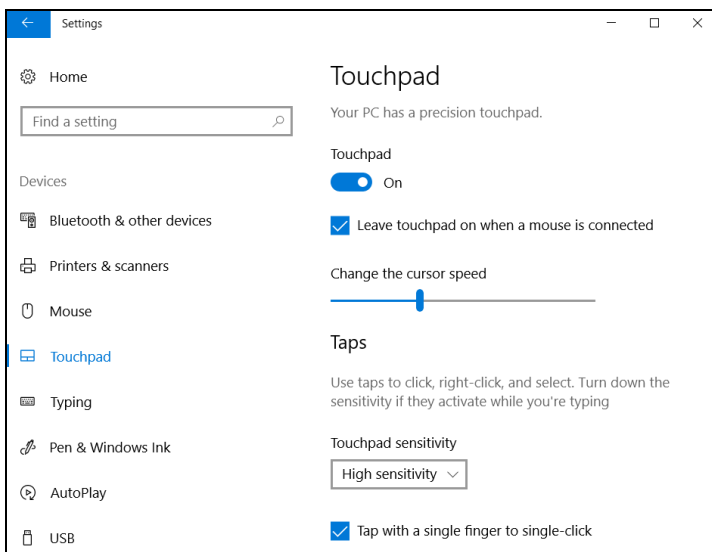 Settings
Home
Find a setting
Devices
Bluetooth & other devices
Printers & scanners
Mouse
Touchpad
Typing
Pen & Windows Ink
AutoPlay
USB
Touchpad
Your PC has a precision touchpad.
Touchpad
On
Leave touchpad on when a mouse is connected
Change the cursor speed
Taps
Use taps to click, right-click, and select. Turn down the
sensitivity if they activate while you're typing
Touchpad sensitivity
High sensitivity
Tap with a single finger to single-click